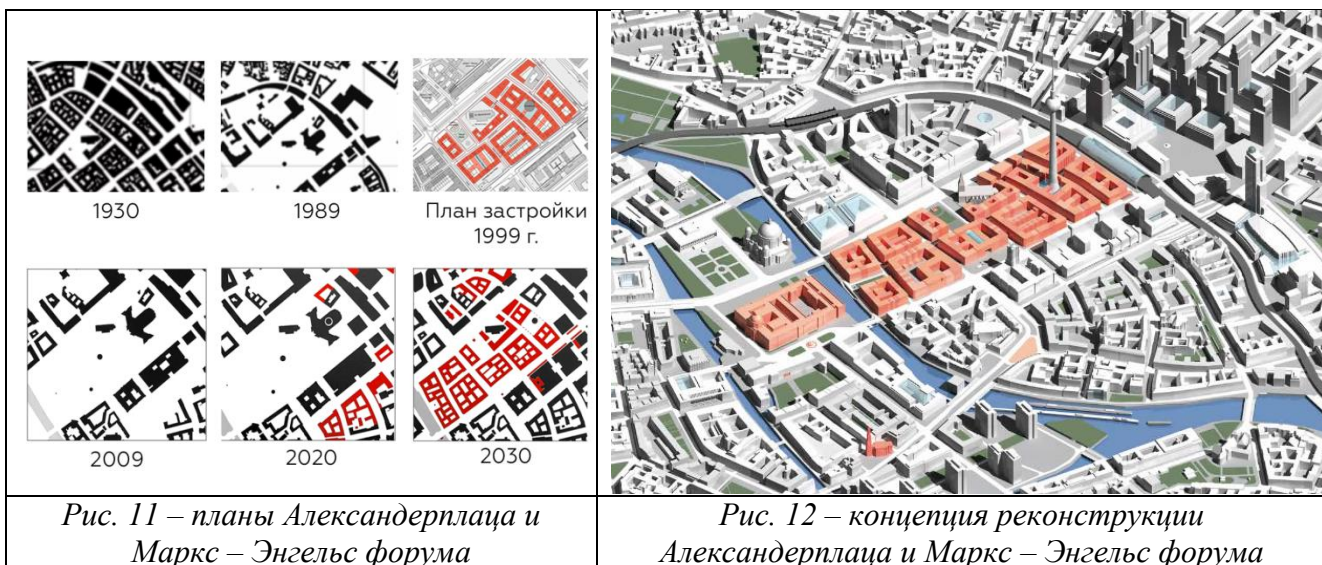 1930
1989
План застройки
1999 г.
2009
2020
2030
Рис. 11 – планы Александерплаца и
Маркс – Энгельс форума
Рис. 12 – концепция реконструкции
Александерплаца и Маркс – Энгельс форума